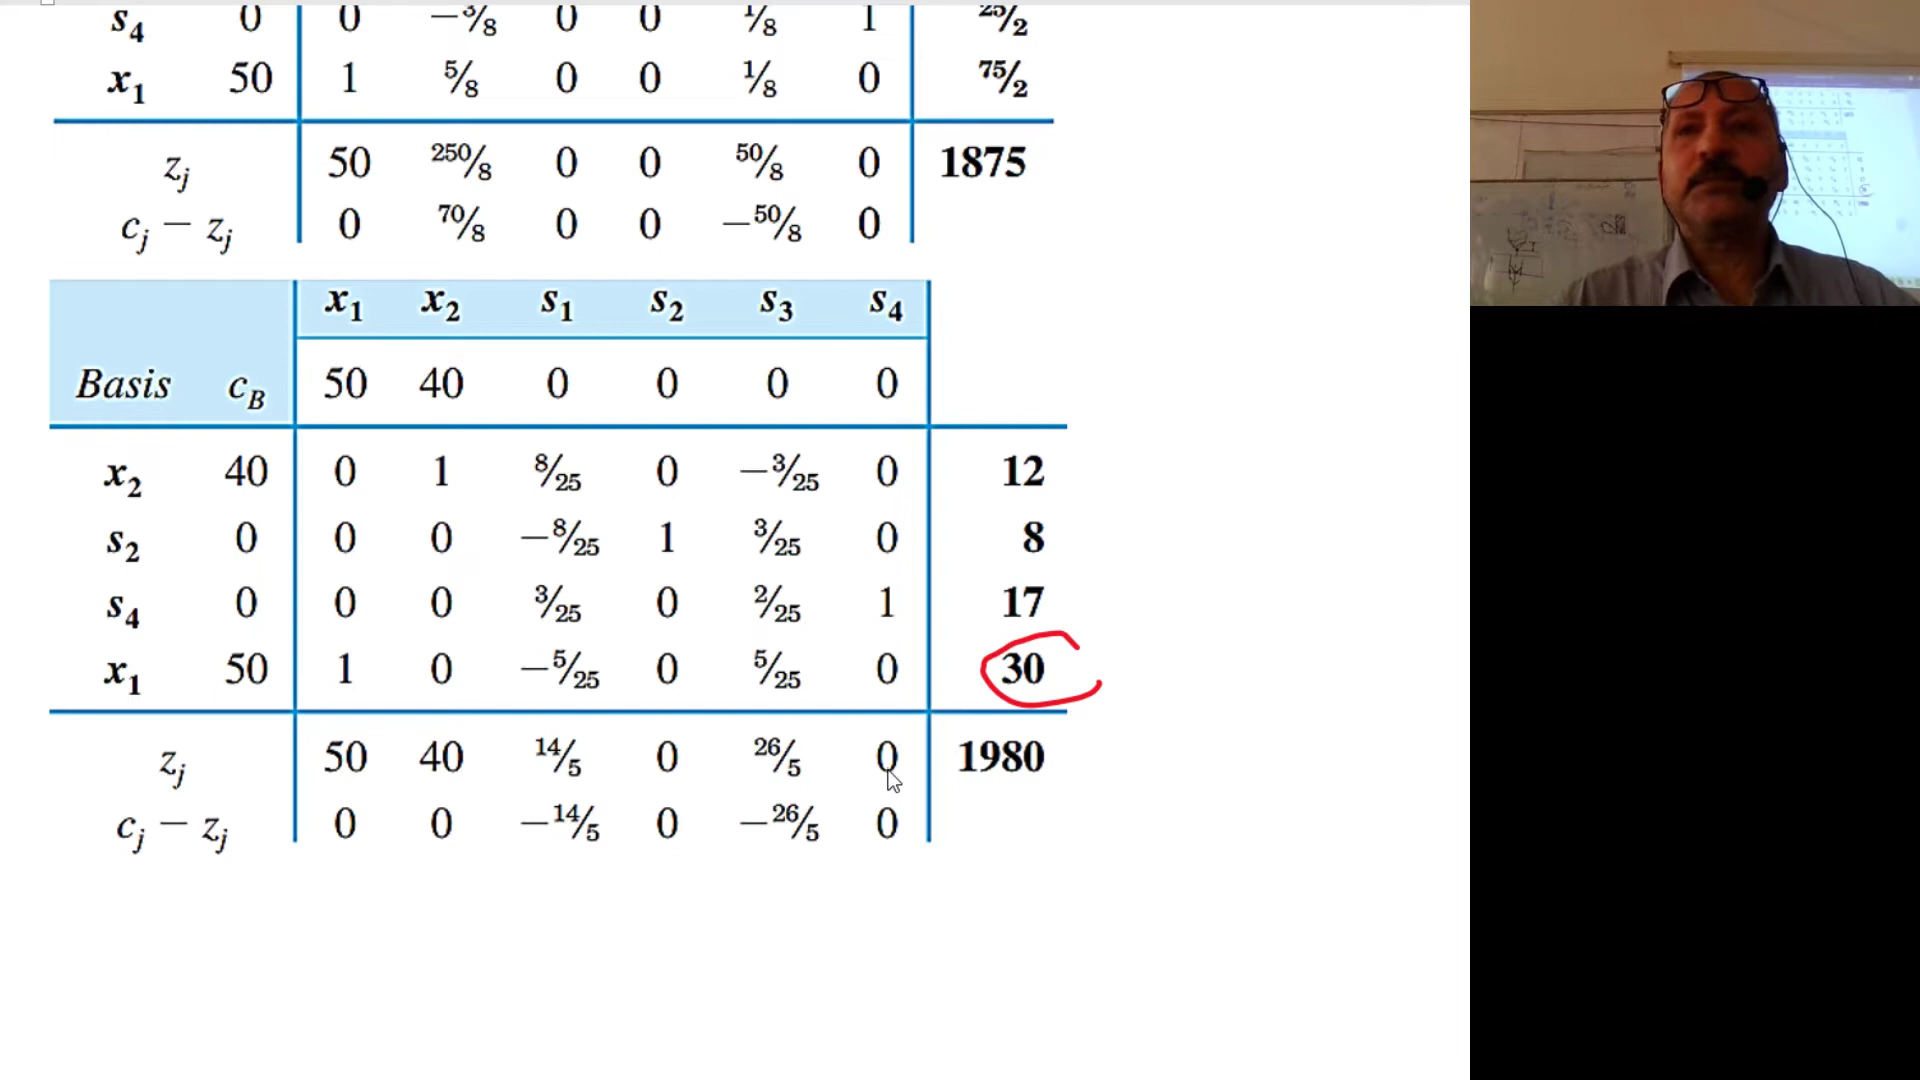 s4 0 0 −3/8 0 0 1/8 1 25/2
x1 50 1 5/8 0 0 1/8 0 75/2
zj 50 250/8 0 0 50/8 0 1875
cj − zj 0 70/8 0 0 −50/8 0
x1 x2 s1 s2 s3 s4
Basis cB 50 40 0 0 0 0
x2 40 0 1 8/25 0 −3/25 0 12
s2 0 0 0 −8/25 1 3/25 0 8
s4 0 0 0 3/25 0 2/25 1 17
x1 50 1 0 −5/25 0 5/25 0 30
zj 50 40 14/5 0 26/5 0 1980
cj − zj 0 0 −14/5 0 −26/5 0